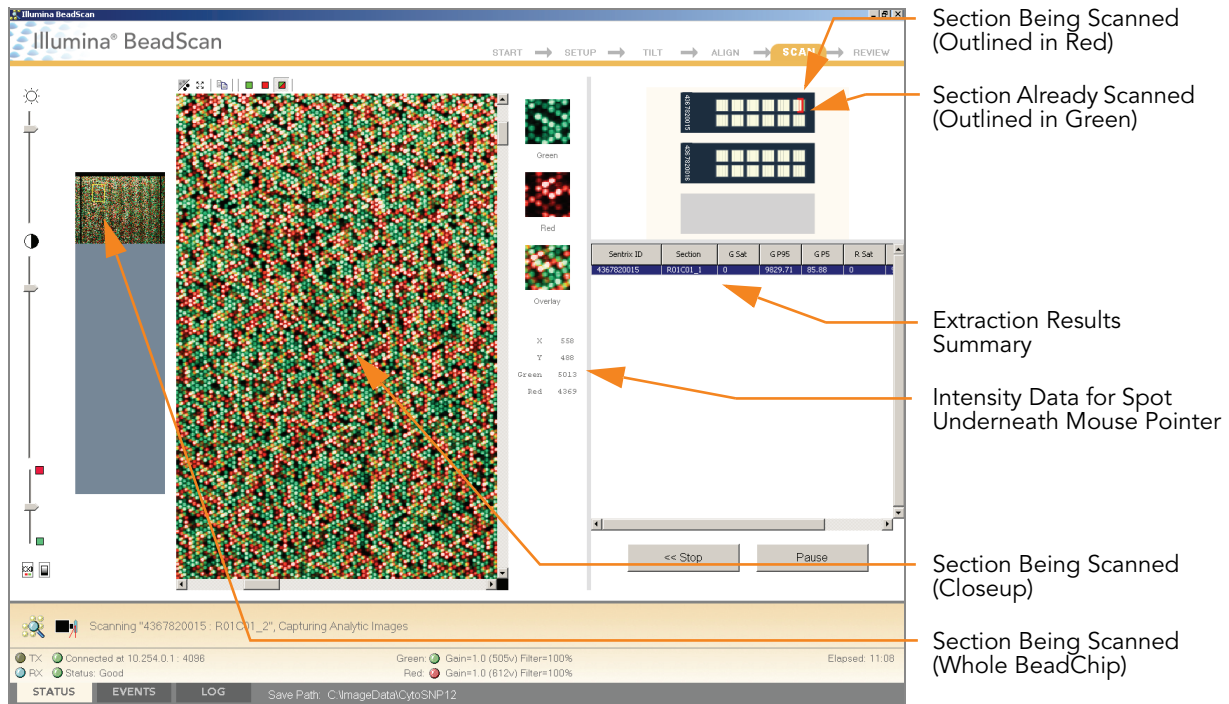 Illumina BeadScan
Illumina® BeadScan
START SETUP TILT ALIGN SCAN REVIEW
Green
Red
Overlay
X 558
Y 488
Green 5013
Red 4369
4367820015
4367820016
Sentrix ID Section G Sat G P95 G P5 R Sat
4367820015 R01C01_1 0 9829.71 85.88 0
<< Stop Pause
Scanning "4367820015 : R01C01_2", Capturing Analytic Images
TX Connected at 10.254.0.1 : 4096 Green: Gain=1.0 (505v) Filter=100% Elapsed: 11:08
RX Status: Good Red: Gain=1.0 (612v) Filter=100%
STATUS EVENTS LOG Save Path: C:\ImageData\CytoSNP12
Section Being Scanned
(Outlined in Red)
Section Already Scanned
(Outlined in Green)
Extraction Results
Summary
Intensity Data for Spot
Underneath Mouse Pointer
Section Being Scanned
(Closeup)
Section Being Scanned
(Whole BeadChip)